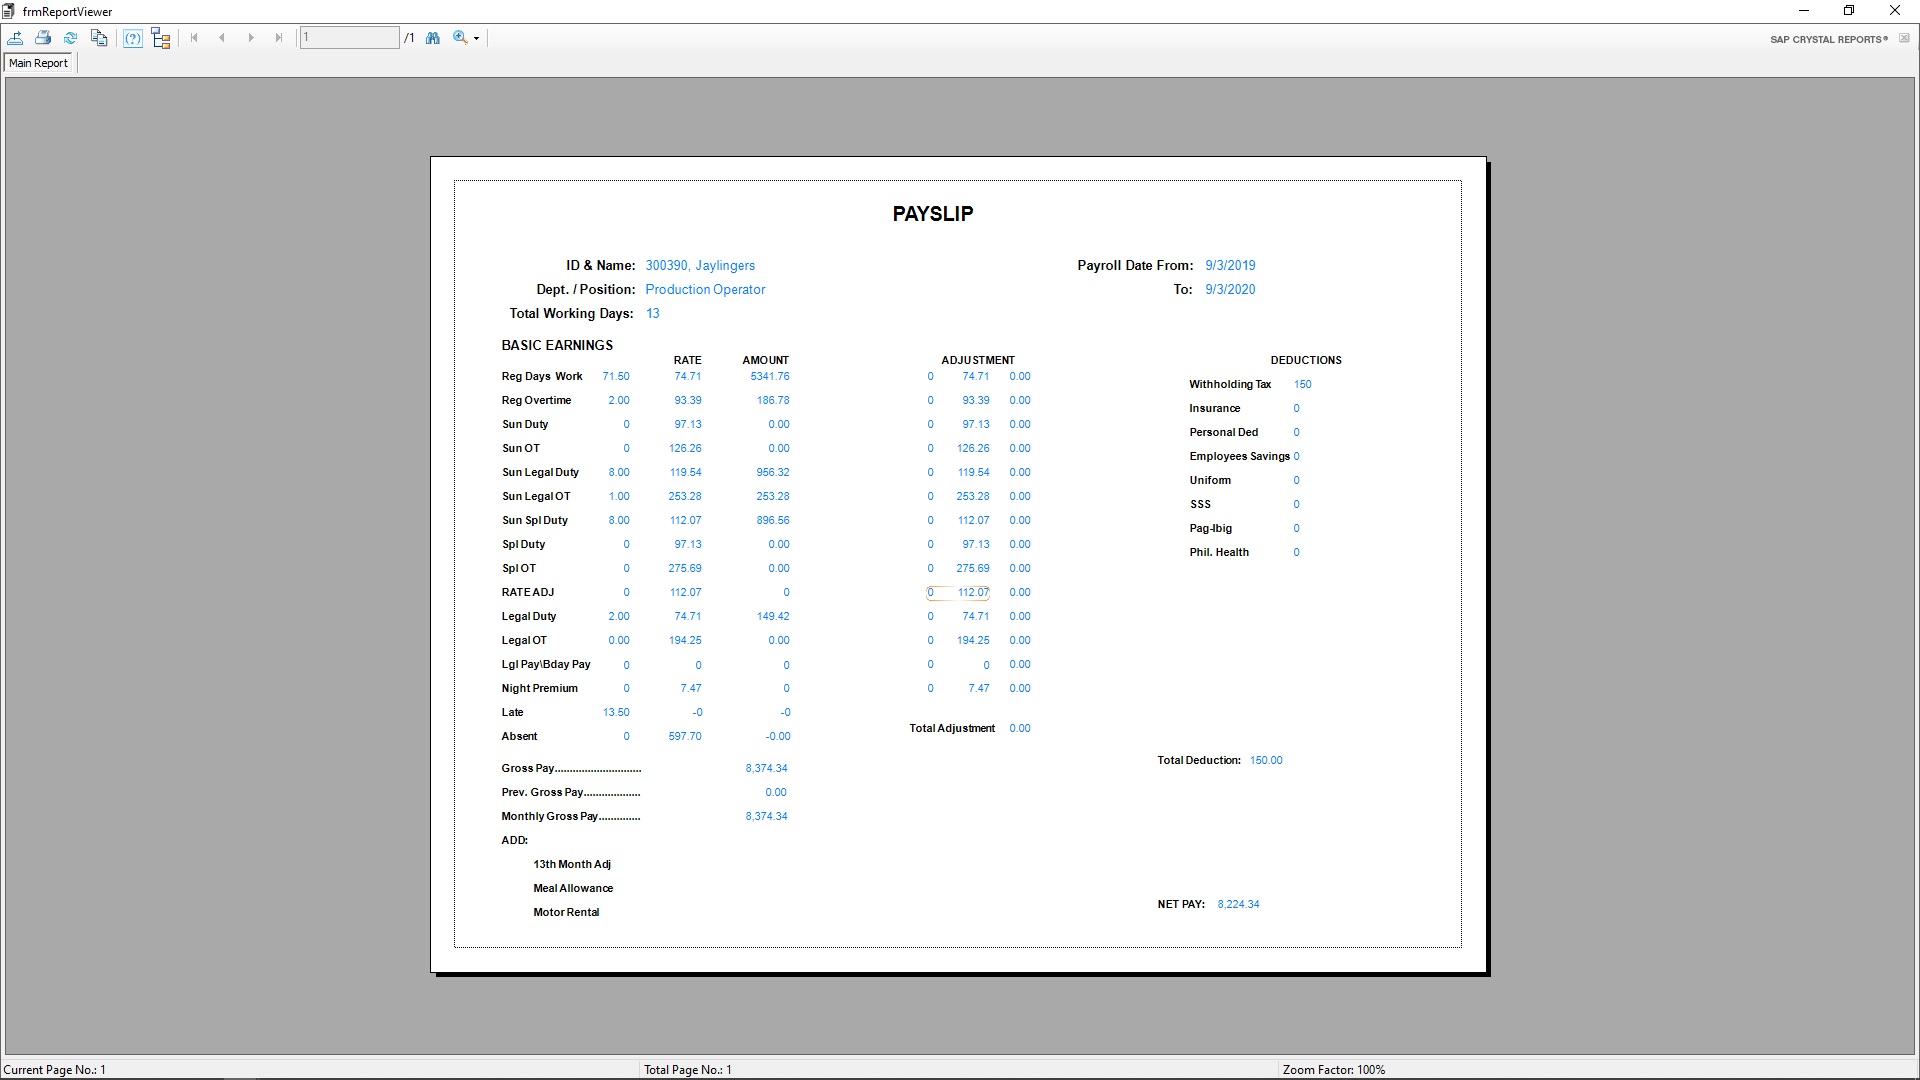 frmReportViewer
1 /1
SAP CRYSTAL REPORTS®
Main Report
PAYSLIP
ID & Name: 300390, Jaylingers Payroll Date From: 9/3/2019
Dept. / Position: Production Operator To: 9/3/2020
Total Working Days: 13
BASIC EARNINGS
RATE AMOUNT ADJUSTMENT DEDUCTIONS
Reg Days Work 71.50 74.71 5341.76 0 74.71 0.00
Withholding Tax 150
Reg Overtime 2.00 93.39 186.78 0 93.39 0.00
Insurance 0
Sun Duty 0 97.13 0.00 0 97.13 0.00
Personal Ded 0
Sun OT 0 126.26 0.00 0 126.26 0.00
Employees Savings 0
Sun Legal Duty 8.00 119.54 956.32 0 119.54 0.00
Uniform 0
Sun Legal OT 1.00 253.28 253.28 0 253.28 0.00
SSS 0
Sun Spl Duty 8.00 112.07 896.56 0 112.07 0.00
Pag-Ibig 0
Spl Duty 0 97.13 0.00 0 97.13 0.00
Phil. Health 0
Spl OT 0 275.69 0.00 0 275.69 0.00
RATE ADJ 0 112.07 0 0 112.07 0.00
Legal Duty 2.00 74.71 149.42 0 74.71 0.00
Legal OT 0.00 194.25 0.00 0 194.25 0.00
Lgl Pay\Bday Pay 0 0 0 0 0 0.00
Night Premium 0 7.47 0 0 7.47 0.00
Late 13.50 -0 -0
Total Adjustment 0.00
Absent 0 597.70 -0.00
Total Deduction: 150.00
Gross Pay............................. 8,374.34
Prev. Gross Pay................... 0.00
Monthly Gross Pay.............. 8,374.34
ADD:
13th Month Adj
Meal Allowance
NET PAY: 8,224.34
Motor Rental
Current Page No.: 1 Total Page No.: 1 Zoom Factor: 100%